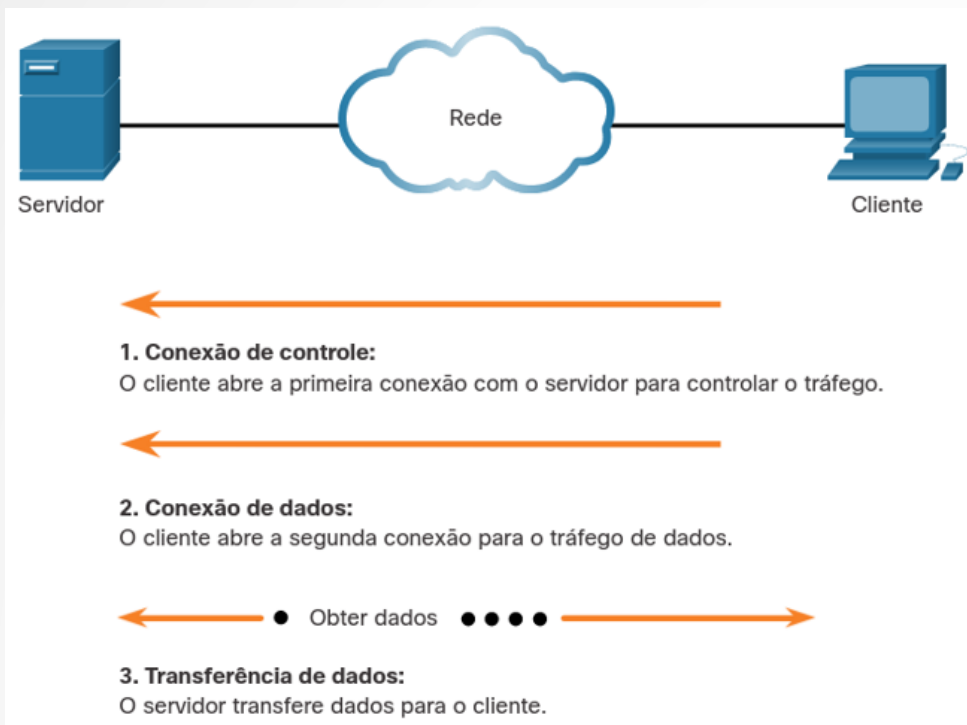 Rede
Servidor
Cliente
1. Conexão de controle:
O cliente abre a primeira conexão com o servidor para controlar o tráfego.
2. Conexão de dados:
O cliente abre a segunda conexão para o tráfego de dados.
Obter dados
3. Transferência de dados:
O servidor transfere dados para o cliente.